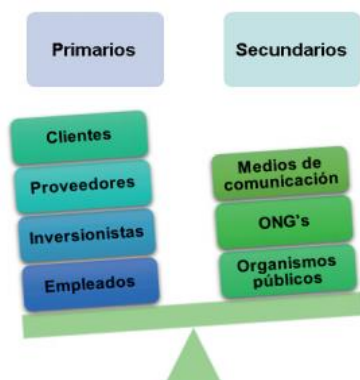 Primarios
Secundarios
Clientes
Proveedores
Inversionistas
Empleados
Medios de
comunicación
ONG's
Organismos
públicos